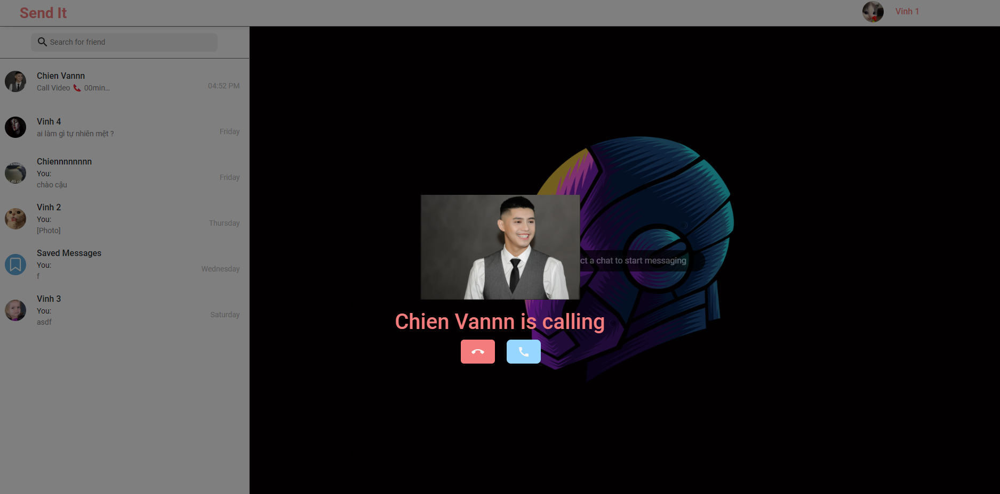 Send It
Vinh 1
Search for friend
Chien Vannn
Call Video 📞 00min...
04:52 PM
Vinh 4
ai làm gì tự nhiên mệt ?
Friday
Chiennnnnnnn
You:
chào cậu
Friday
Vinh 2
You:
[Photo]
Thursday
Saved Messages
You:
f
Wednesday
Vinh 3
You:
asdf
Saturday
ct a chat to start messaging
Chien Vannn is calling